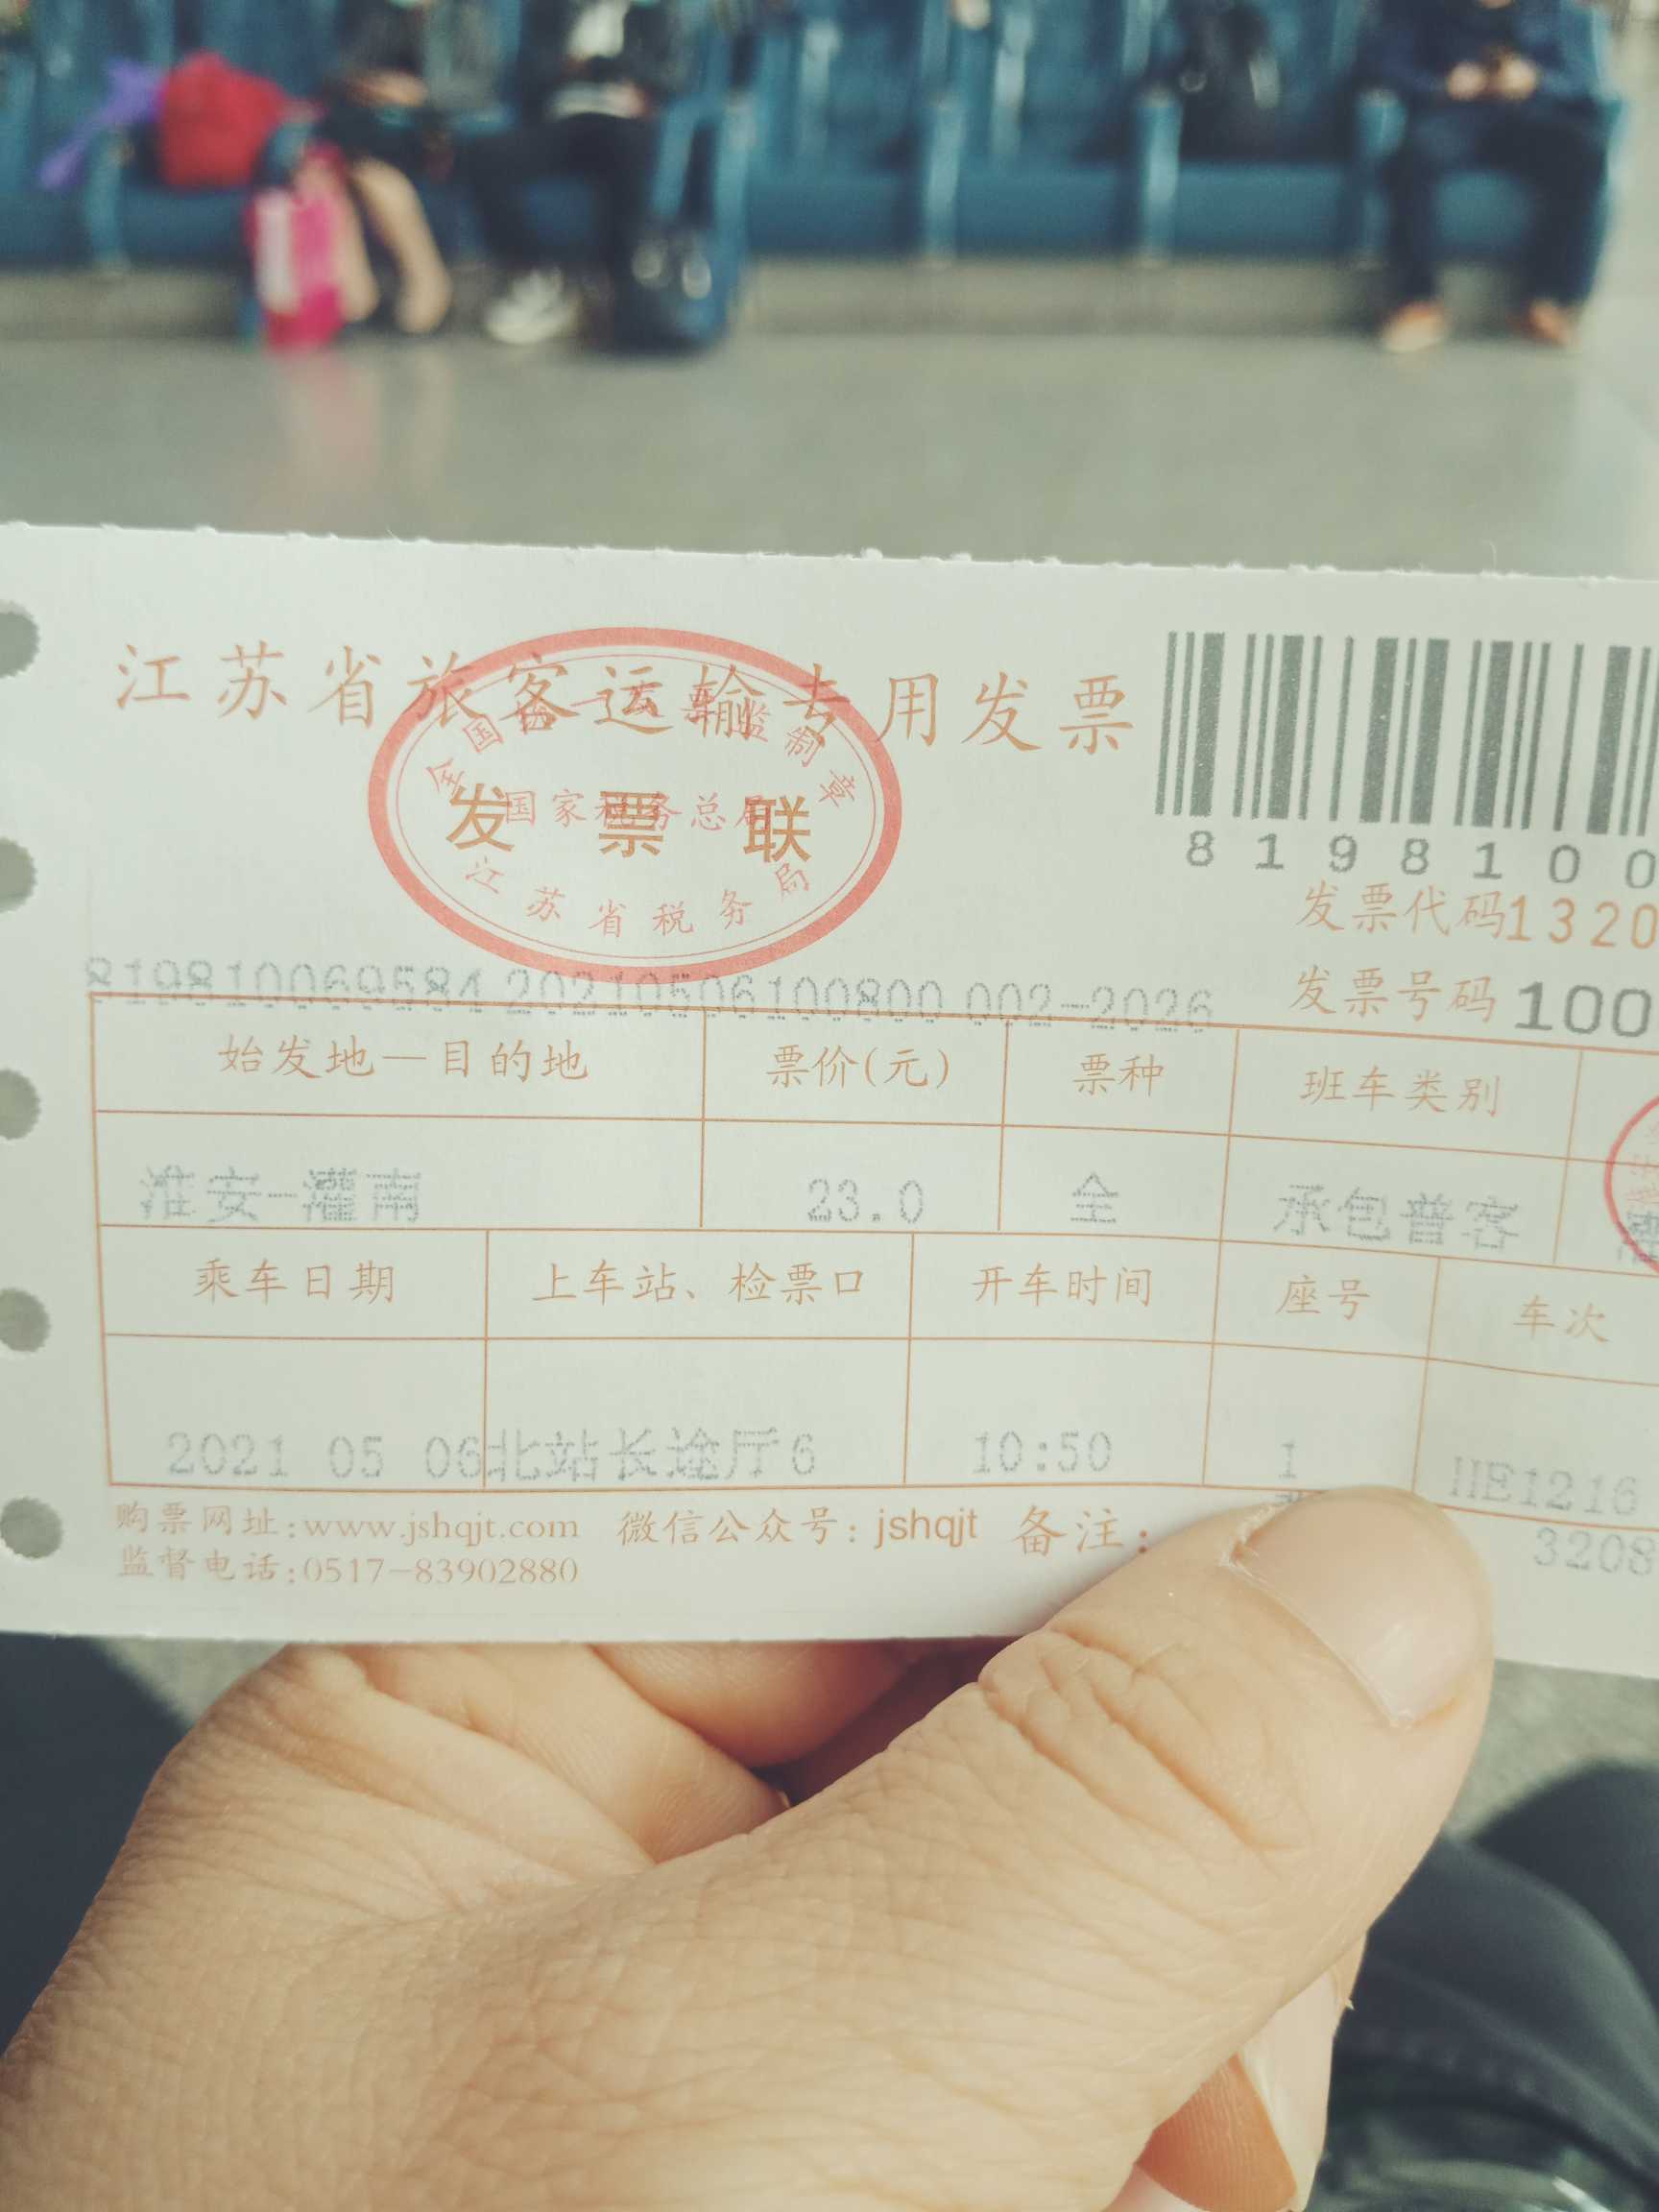 江苏省旅客运输专用发票
全国统一发票监制章
国家税务总局
发票联
江苏省税务局
8198100
发票代码1320
发票号码100
819810069584 20210506100800 002-2026
始发地—目的地 票价(元) 票种 班车类别
淮安-灌南 23.0 全 承包普客
乘车日期 上车站、检票口 开车时间 座号 车次
2021 05 06 北站长途厅6 10:50 1 HE1216
购票网址:www.jshqjt.com 微信公众号:jshqjt 备注:
3208
监督电话:0517-83902880